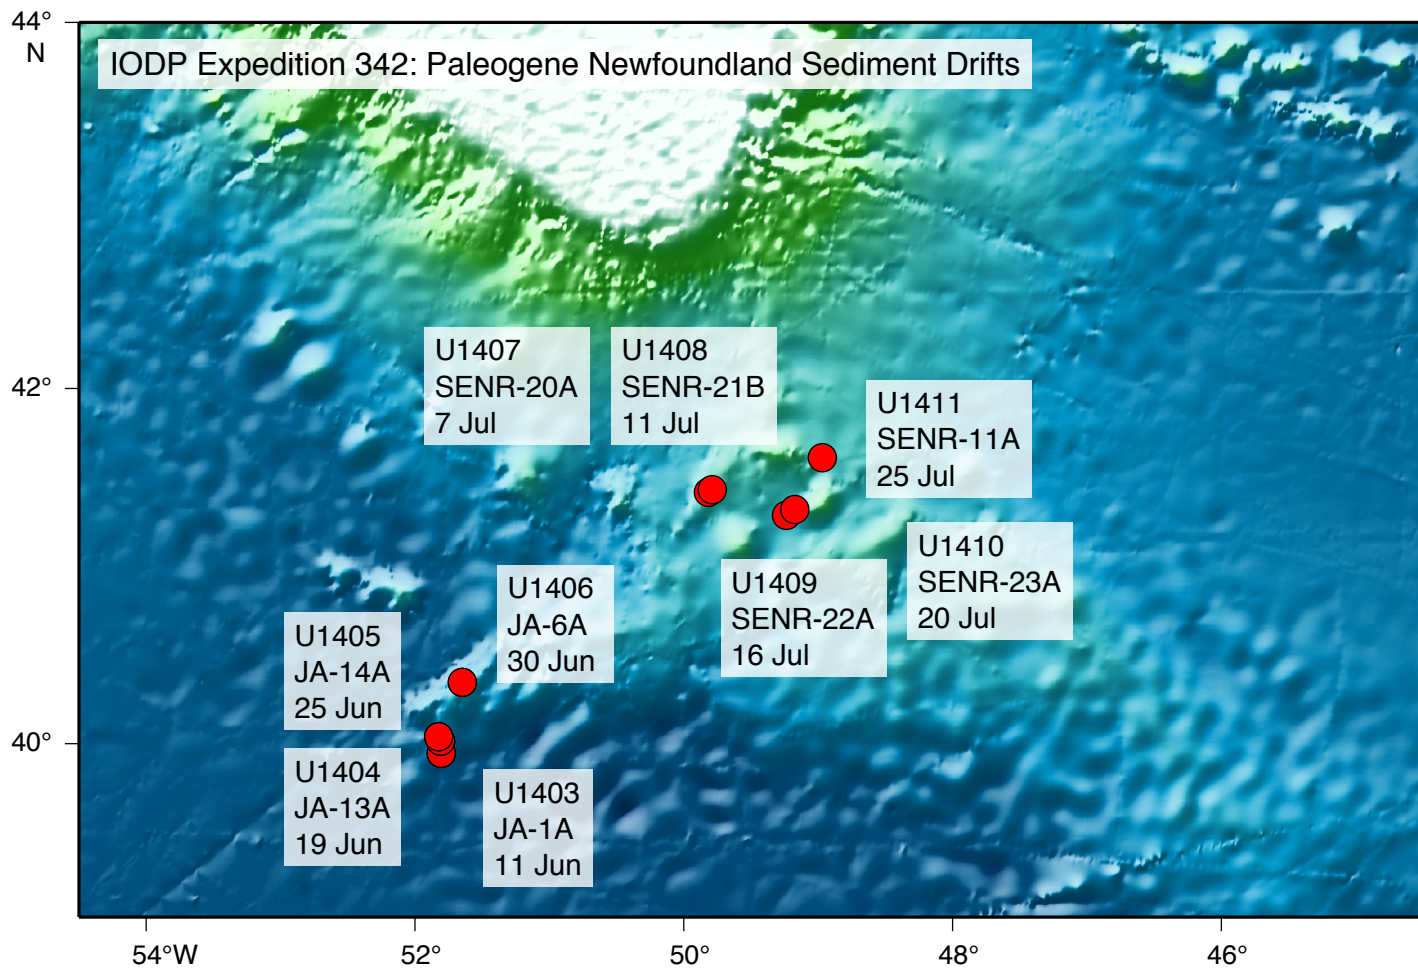 44°
N
IODP Expedition 342: Paleogene Newfoundland Sediment Drifts
U1407
SENR-20A
7 Jul
U1408
SENR-21B
11 Jul
42°
U1411
SENR-11A
25 Jul
U1410
SENR-23A
20 Jul
U1409
SENR-22A
16 Jul
U1406
JA-6A
30 Jun
U1405
JA-14A
25 Jun
40°
U1404
JA-13A
19 Jun
U1403
JA-1A
11 Jun
54°W
52°
50°
48°
46°